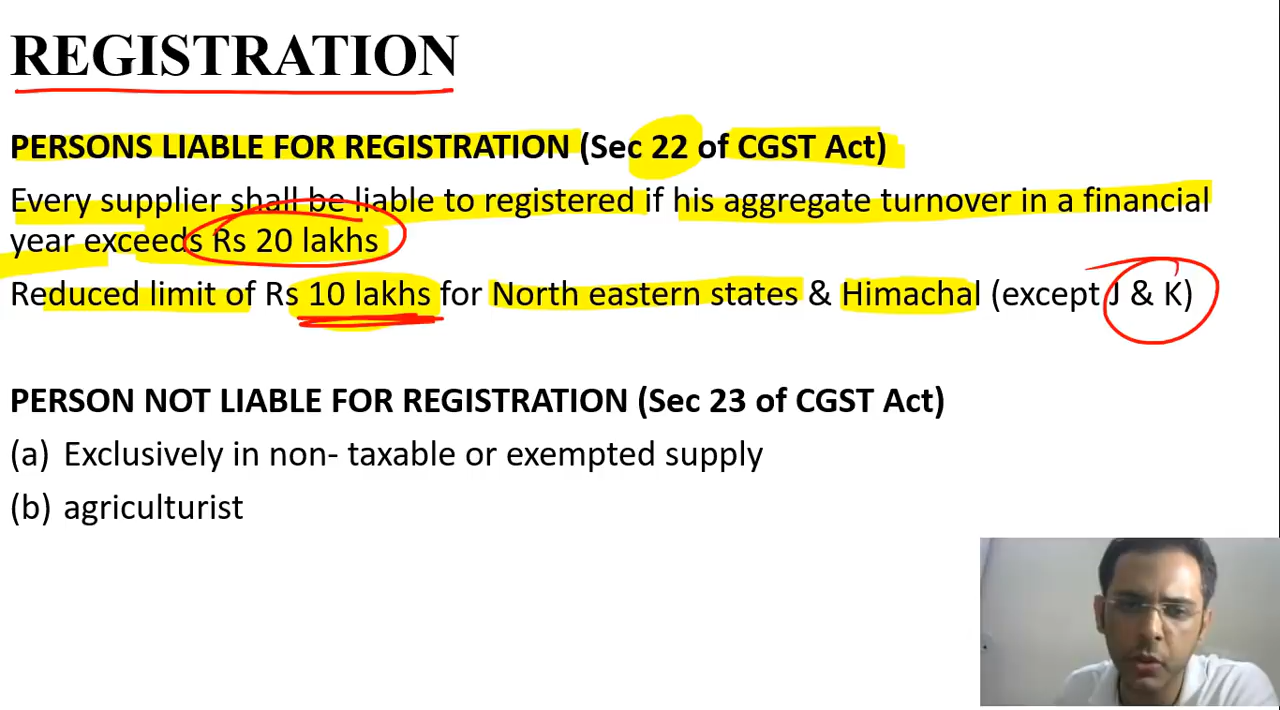 REGISTRATION
PERSONS LIABLE FOR REGISTRATION (Sec 22 of CGST Act)
Every supplier shall be liable to registered if his aggregate turnover in a financial
year exceeds Rs 20 lakhs
Reduced limit of Rs 10 lakhs for North eastern states & Himachal (except J & K)
PERSON NOT LIABLE FOR REGISTRATION (Sec 23 of CGST Act)
(a) Exclusively in non- taxable or exempted supply
(b) agriculturist